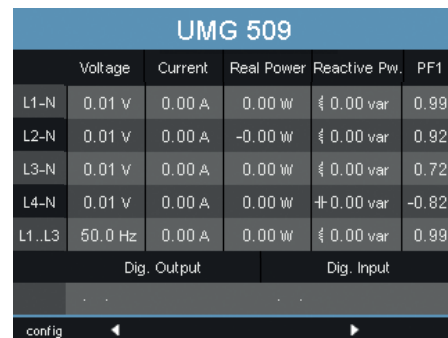 UMG 509
Voltage Current Real Power Reactive Pw. PF1
L1-N 0.01 V 0.00 A 0.00 W 0.00 var 0.99
L2-N 0.01 V 0.00 A -0.00 W 0.00 var 0.92
L3-N 0.01 V 0.00 A 0.00 W 0.00 var 0.72
L4-N 0.01 V 0.00 A 0.00 W 0.00 var -0.82
L1..L3 50.0 Hz 0.00 A 0.00 W 0.00 var 0.99
Dig. Output Dig. Input
config